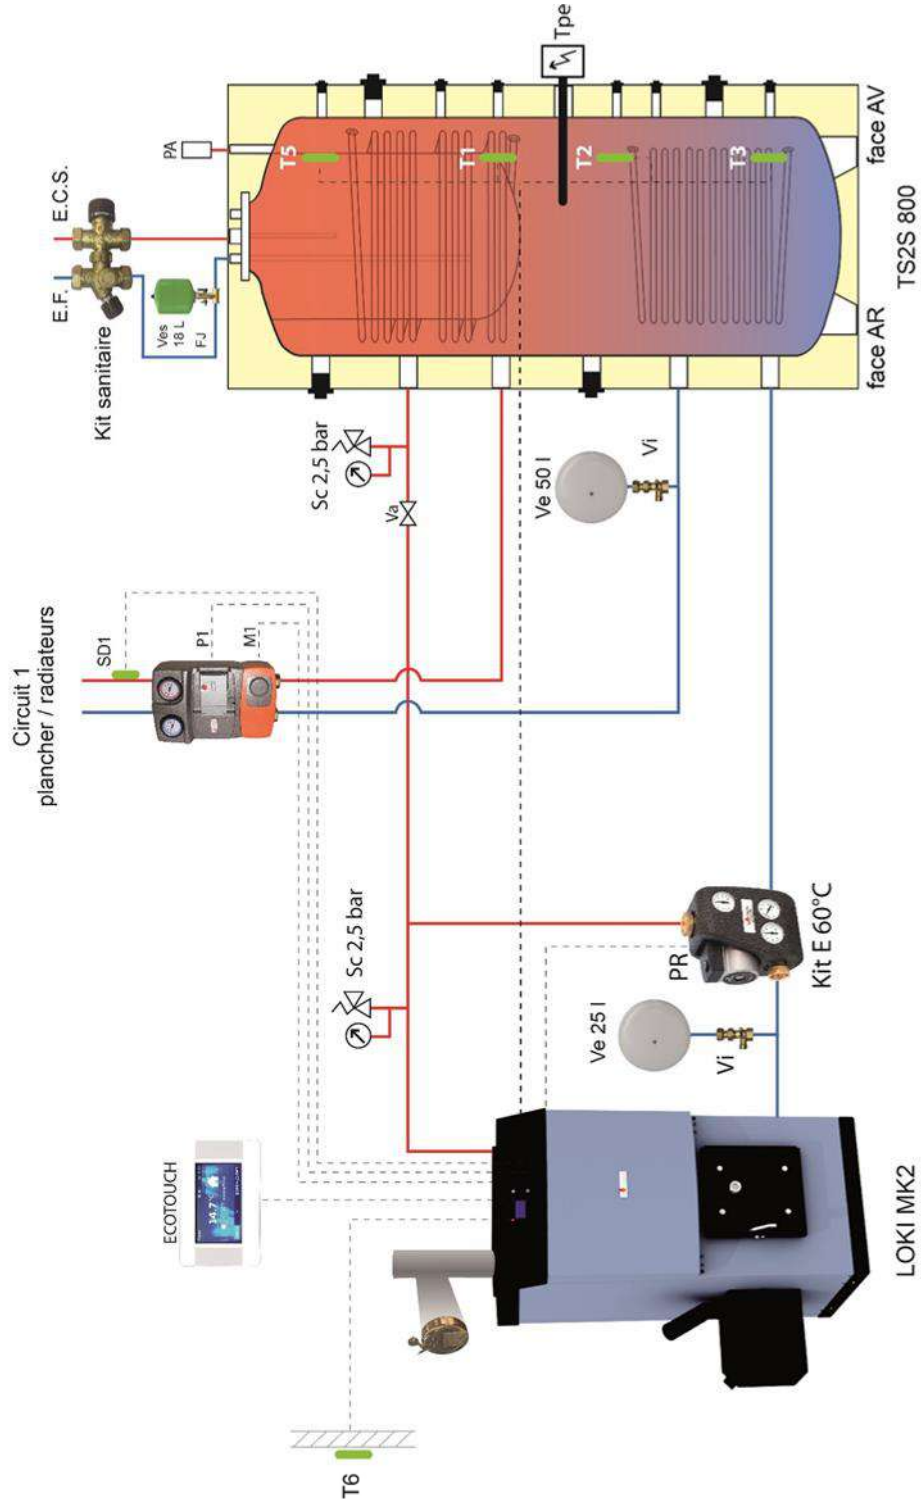 Circuit 1
plancher / radiateurs
E.F.
E.C.S.
Kit sanitaire
Ves
18 L
FJ
PA
SD1
P1
M1
ECOTOUCH
14.7°
Sc 2,5 bar
Sc 2,5 bar
Va
T5
T1
T2
T3
Tpe
T6
PR
Kit E 60°C
Ve 25 l
Vi
Ve 50 l
Vi
LOKI MK2
face AR
face AV
TS2S 800